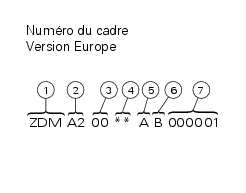 Numéro du cadre
Version Europe
1 2 3 4 5 6 7
ZDM A2 00 ** A B 000001